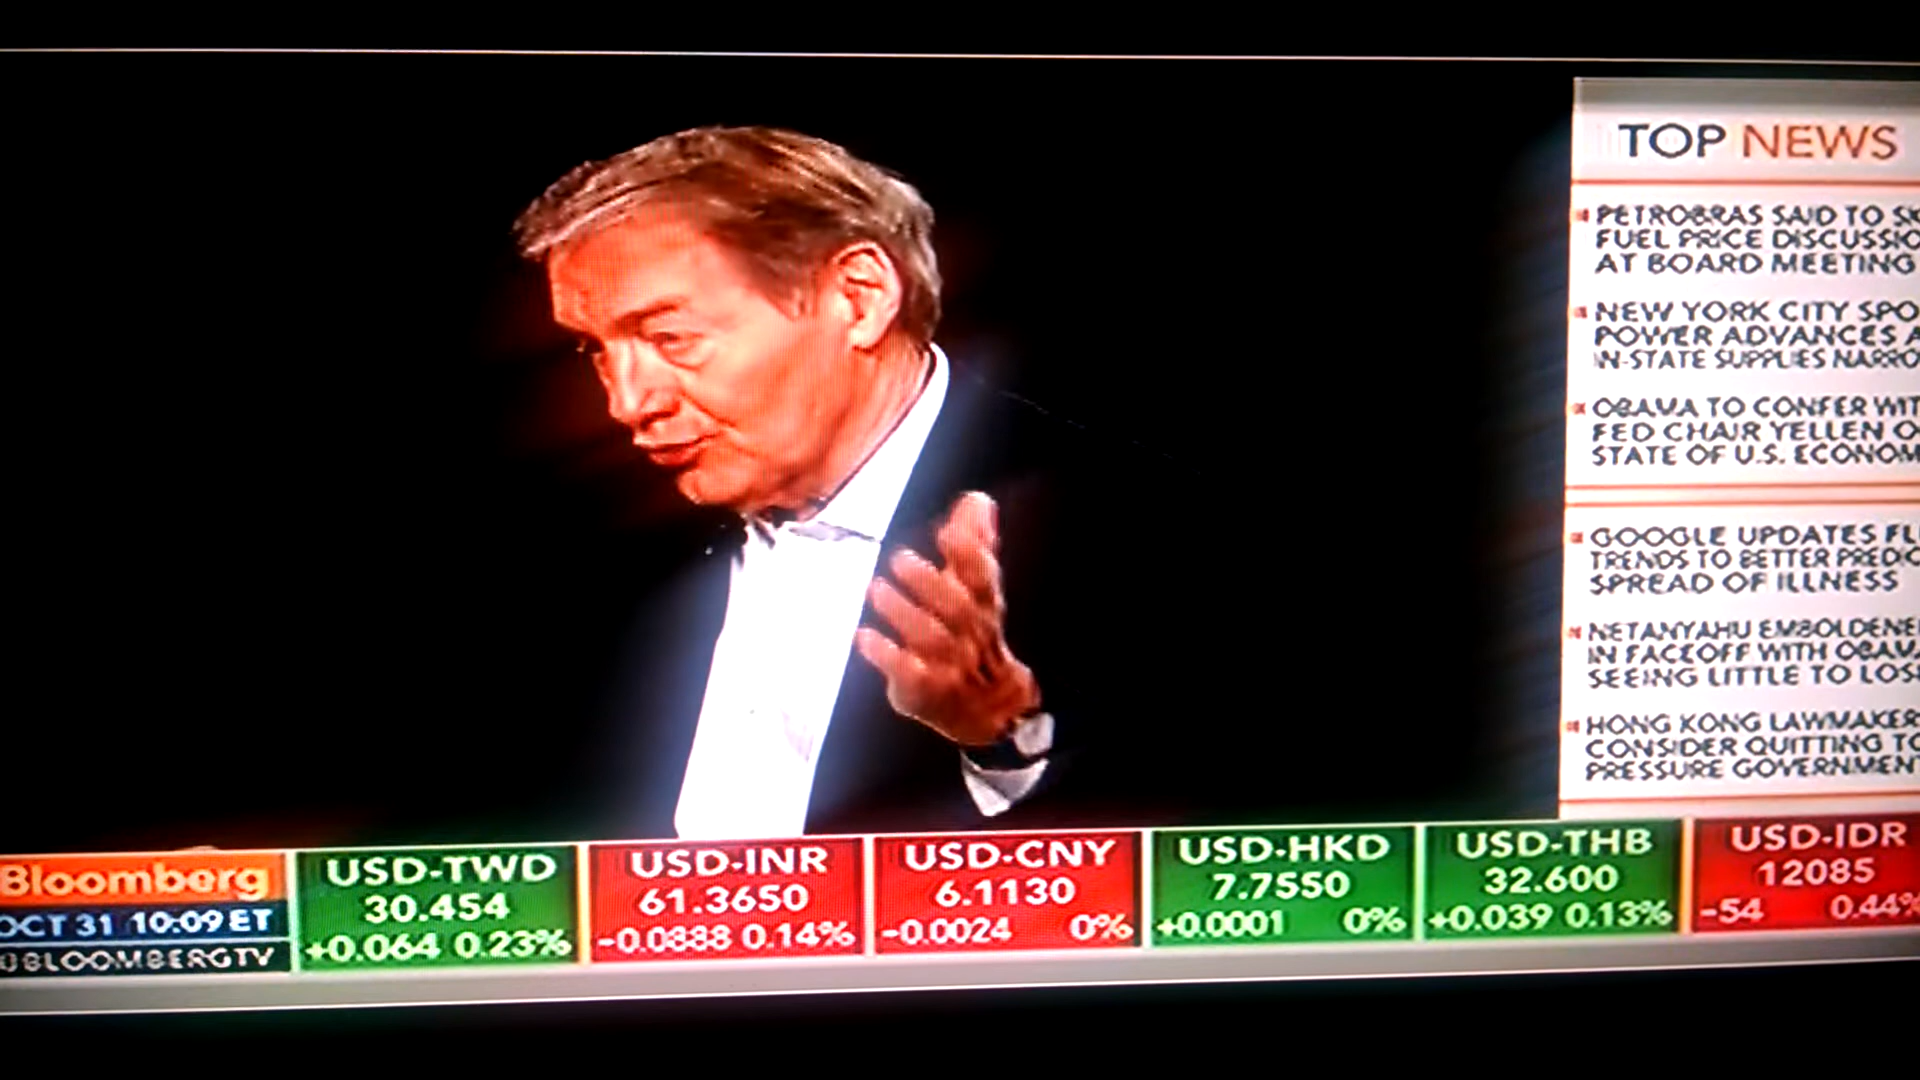 TOP NEWS
PETROBRAS SAID TO
FUEL PRICE
AT BOARD MEETING
NEW YORK CITY
POWER ADVANCES
IN-STATE SUPPLIES
OBAMA TO CONFER
FED CHAIR YELLEN
STATE OF U.S.
GOOGLE UPDATES
TRENDS TO BETTER
SPREAD OF ILLNESS
NETANYAHU
IN FACEOFF WITH
SEEING LITTLE TO
HONG KONG
CONSIDER QUITTING
PRESSURE
Bloomberg
OCT 31 10:09 ET
@BLOOMBERGTV
USD-TWD
30.454
+0.064 0.23%
USD-INR
61.3650
-0.0888 0.14%
USD-CNY
6.1130
-0.0024 0%
USD-HKD
7.7550
+0.0001 0%
USD-THB
32.600
+0.039 0.13%
USD-IDR
12085
-54 0.44%